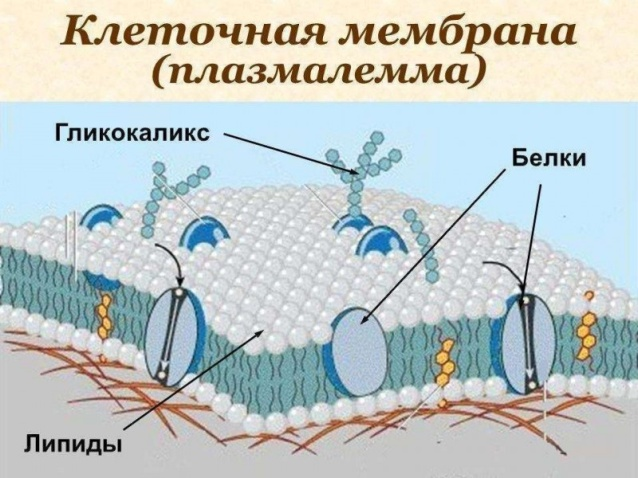 Клеточная мембрана
(плазмалемма)
Гликокаликс
Белки
Липиды